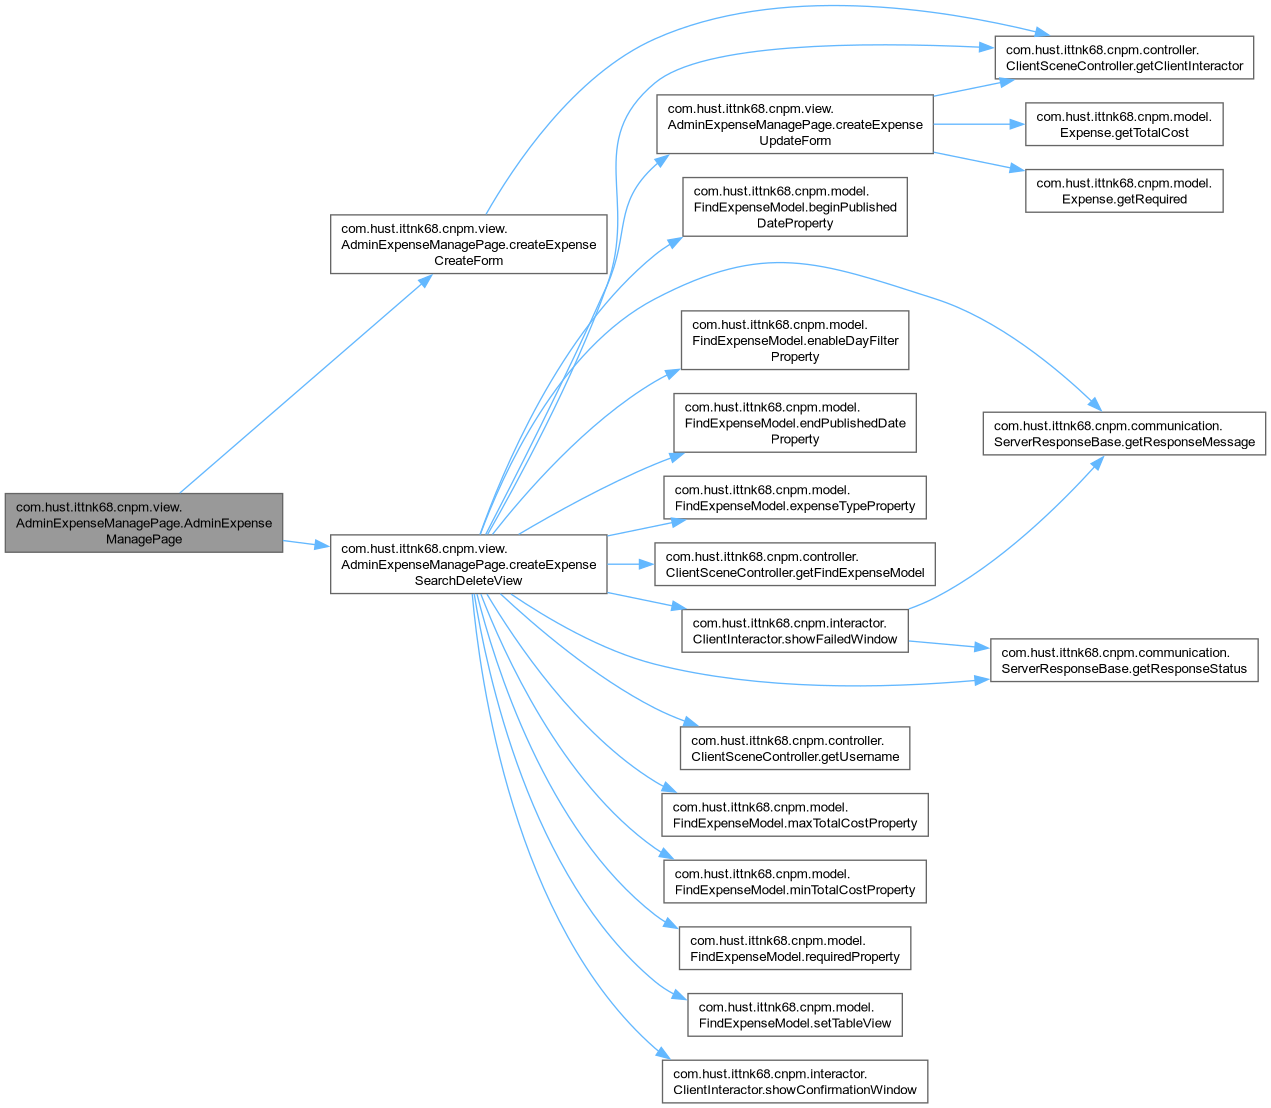 com.hust.ittnk68.cnpm.view.
AdminExpenseManagePage.AdminExpense
ManagePage
com.hust.ittnk68.cnpm.view.
AdminExpenseManagePage.createExpense
CreateForm
com.hust.ittnk68.cnpm.view.
AdminExpenseManagePage.createExpense
SearchDeleteView
com.hust.ittnk68.cnpm.view.
AdminExpenseManagePage.createExpense
UpdateForm
com.hust.ittnk68.cnpm.model.
FindExpenseModel.beginPublished
DateProperty
com.hust.ittnk68.cnpm.model.
FindExpenseModel.enableDayFilter
Property
com.hust.ittnk68.cnpm.model.
FindExpenseModel.endPublishedDate
Property
com.hust.ittnk68.cnpm.model.
FindExpenseModel.expenseTypeProperty
com.hust.ittnk68.cnpm.controller.
ClientSceneController.getFindExpenseModel
com.hust.ittnk68.cnpm.interactor.
ClientInteractor.showFailedWindow
com.hust.ittnk68.cnpm.controller.
ClientSceneController.getUsername
com.hust.ittnk68.cnpm.model.
FindExpenseModel.maxTotalCostProperty
com.hust.ittnk68.cnpm.model.
FindExpenseModel.minTotalCostProperty
com.hust.ittnk68.cnpm.model.
FindExpenseModel.requiredProperty
com.hust.ittnk68.cnpm.model.
FindExpenseModel.setTableView
com.hust.ittnk68.cnpm.interactor.
ClientInteractor.showConfirmationWindow
com.hust.ittnk68.cnpm.controller.
ClientSceneController.getClientInteractor
com.hust.ittnk68.cnpm.model.
Expense.getTotalCost
com.hust.ittnk68.cnpm.model.
Expense.getRequired
com.hust.ittnk68.cnpm.communication.
ServerResponseBase.getResponseMessage
com.hust.ittnk68.cnpm.communication.
ServerResponseBase.getResponseStatus